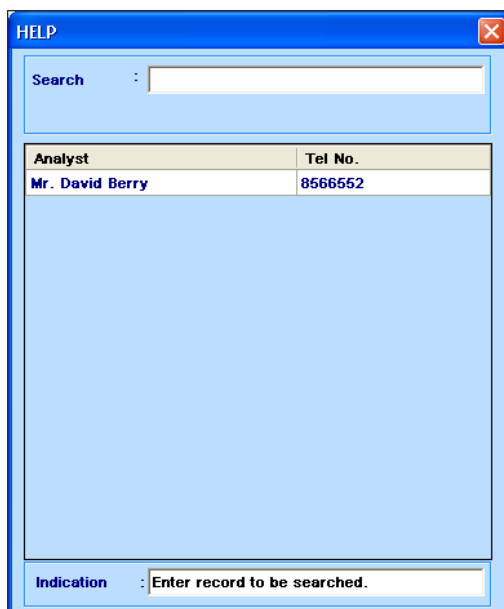 HELP
Search :
Analyst Tel No.
Mr. David Berry 8566552
Indication : Enter record to be searched.